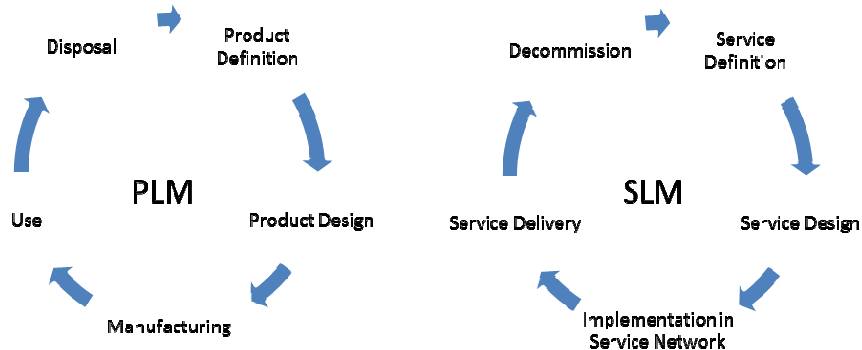 Disposal
Product
Definition
PLM
Use
Product Design
Manufacturing
Decommission
Service
Definition
SLM
Service Delivery
Service Design
Implementation in
Service Network